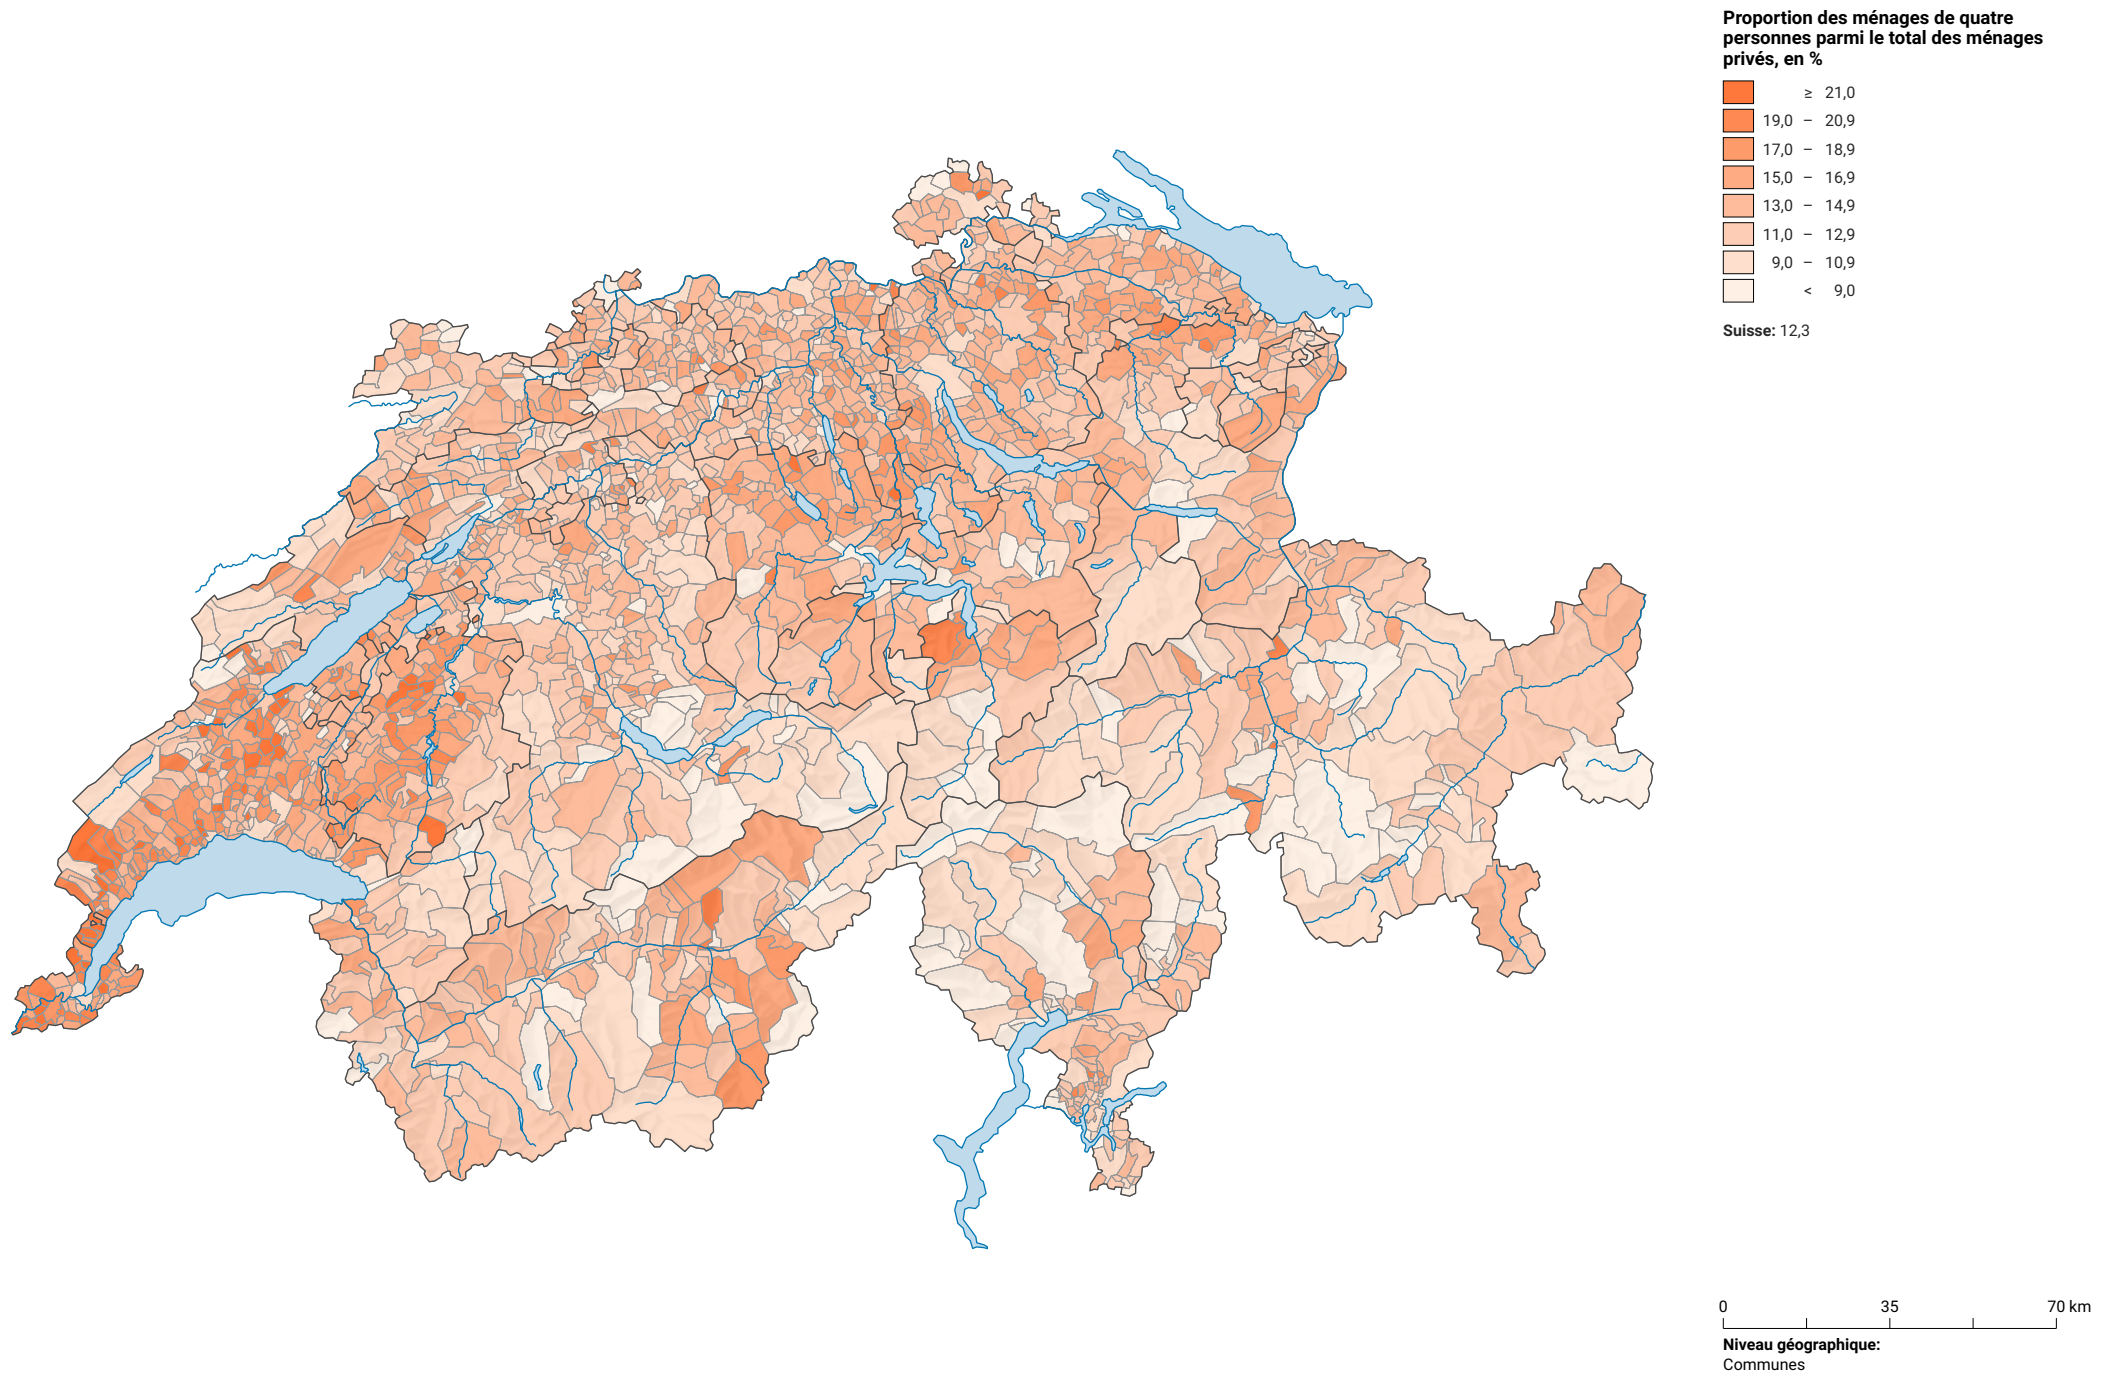 Proportion des ménages de quatre
personnes parmi le total des ménages
privés, en %
≥ 21,0
19,0 – 20,9
17,0 – 18,9
15,0 – 16,9
13,0 – 14,9
11,0 – 12,9
9,0 – 10,9
< 9,0
Suisse: 12,3
0 35 70 km
Niveau géographique:
Communes